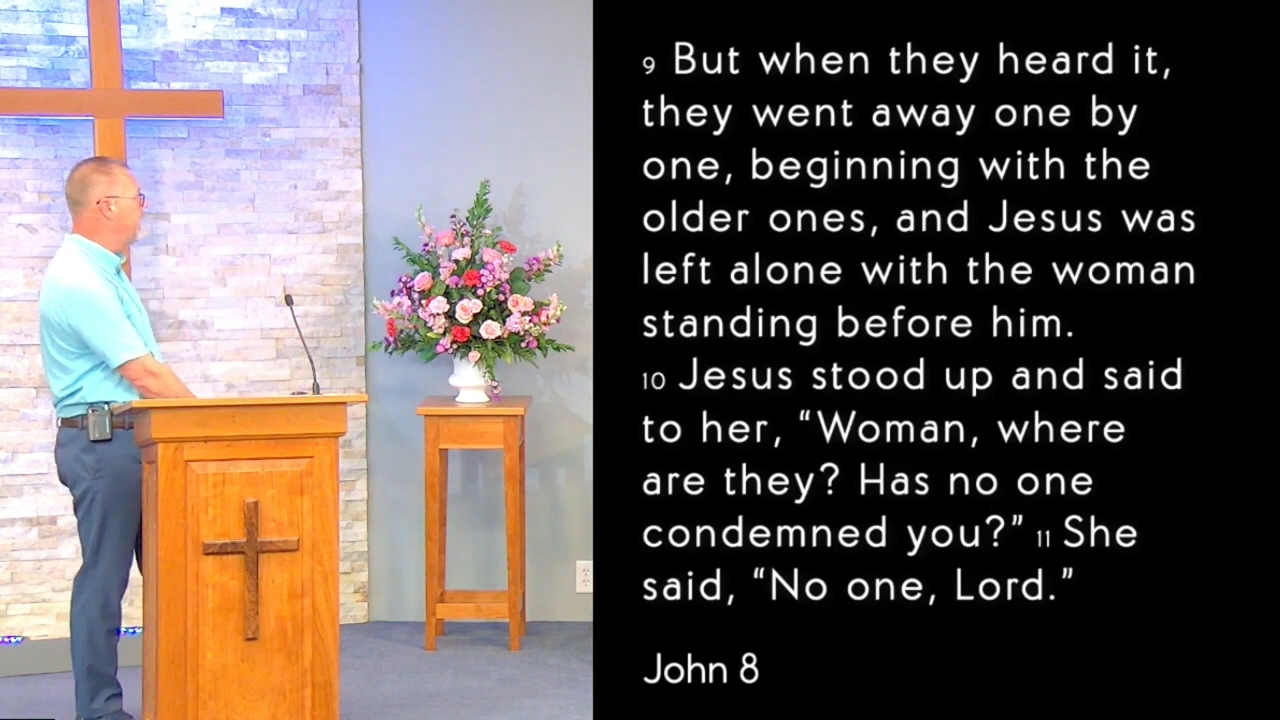 9 But when they heard it,
they went away one by
one, beginning with the
older ones, and Jesus was
left alone with the woman
standing before him.
10 Jesus stood up and said
to her, “Woman, where
are they? Has no one
condemned you?” 11 She
said, “No one, Lord.”
John 8